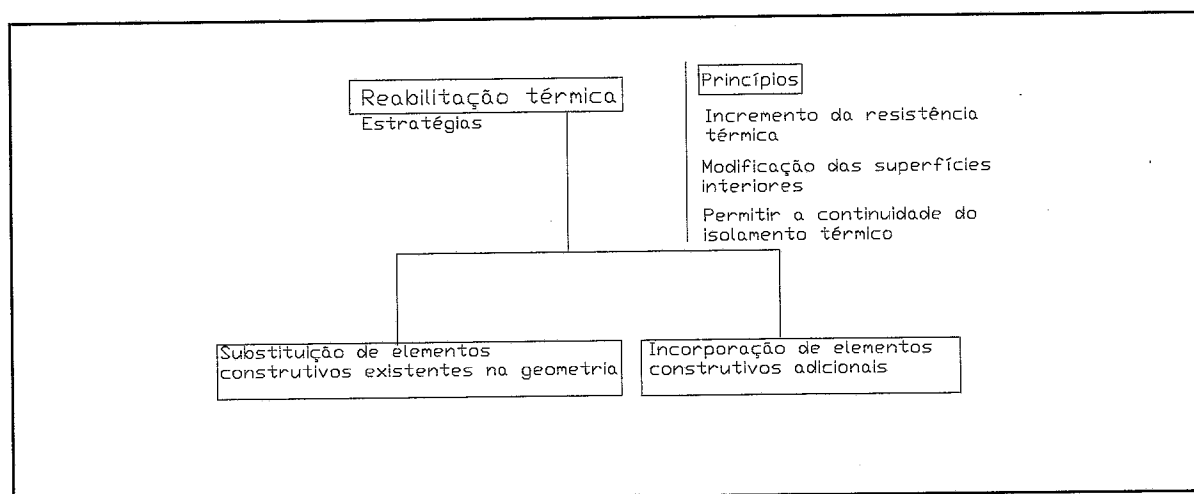 Reabilitação térmica
Estratégias
Princípios
Incremento da resistência
térmica
Modificação das superfícies
interiores
Permitir a continuidade do
isolamento térmico
Substituição de elementos
construtivos existentes na geometria
Incorporação de elementos
construtivos adicionais